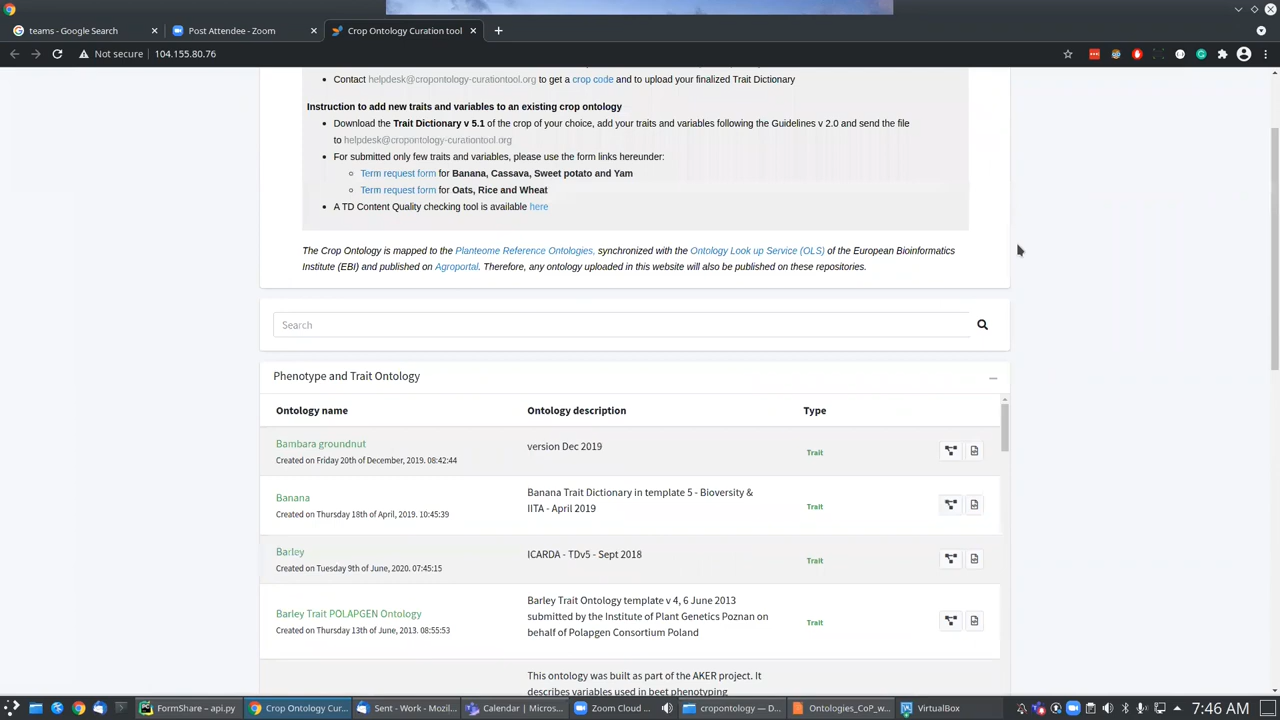 teams - Google Search
Post Attendee - Zoom
Crop Ontology Curation tool
Not secure
104.155.80.76
Contact helpdesk@cropontology-curationtool.org to get a crop code and to upload your finalized Trait Dictionary
Instruction to add new traits and variables to an existing crop ontology
Download the Trait Dictionary v 5.1 of the crop of your choice, add your traits and variables following the Guidelines v 2.0 and send the file
to helpdesk@cropontology-curationtool.org
For submitted only few traits and variables, please use the form links hereunder:
Term request form for Banana, Cassava, Sweet potato and Yam
Term request form for Oats, Rice and Wheat
A TD Content Quality checking tool is available here
The Crop Ontology is mapped to the Planteome Reference Ontologies, synchronized with the Ontology Look up Service (OLS) of the European Bioinformatics
Institute (EBI) and published on Agroportal. Therefore, any ontology uploaded in this website will also be published on these repositories.
Search
Phenotype and Trait Ontology
Ontology name Ontology description Type
Bambara groundnut
Created on Friday 20th of December, 2019. 08:42:44
version Dec 2019
Trait
Banana
Created on Thursday 18th of April, 2019. 10:45:39
Banana Trait Dictionary in template 5 - Bioversity &
IITA - April 2019
Trait
Barley
Created on Tuesday 9th of June, 2020. 07:45:15
ICARDA - TDv5 - Sept 2018
Trait
Barley Trait POLAPGEN Ontology
Created on Thursday 13th of June, 2013. 08:55:53
Barley Trait Ontology template v 4, 6 June 2013
submitted by the Institute of Plant Genetics Poznan on
behalf of Polapgen Consortium Poland
Trait
This ontology was built as part of the AKER project. It
describes variables used in beet phenotyping
FormShare – api.py
Crop Ontology Cur...
Sent - Work - Mozil...
Calendar | Micros...
Zoom Cloud ...
cropontology — D...
Ontologies_CoP_w...
VirtualBox
7:46 AM